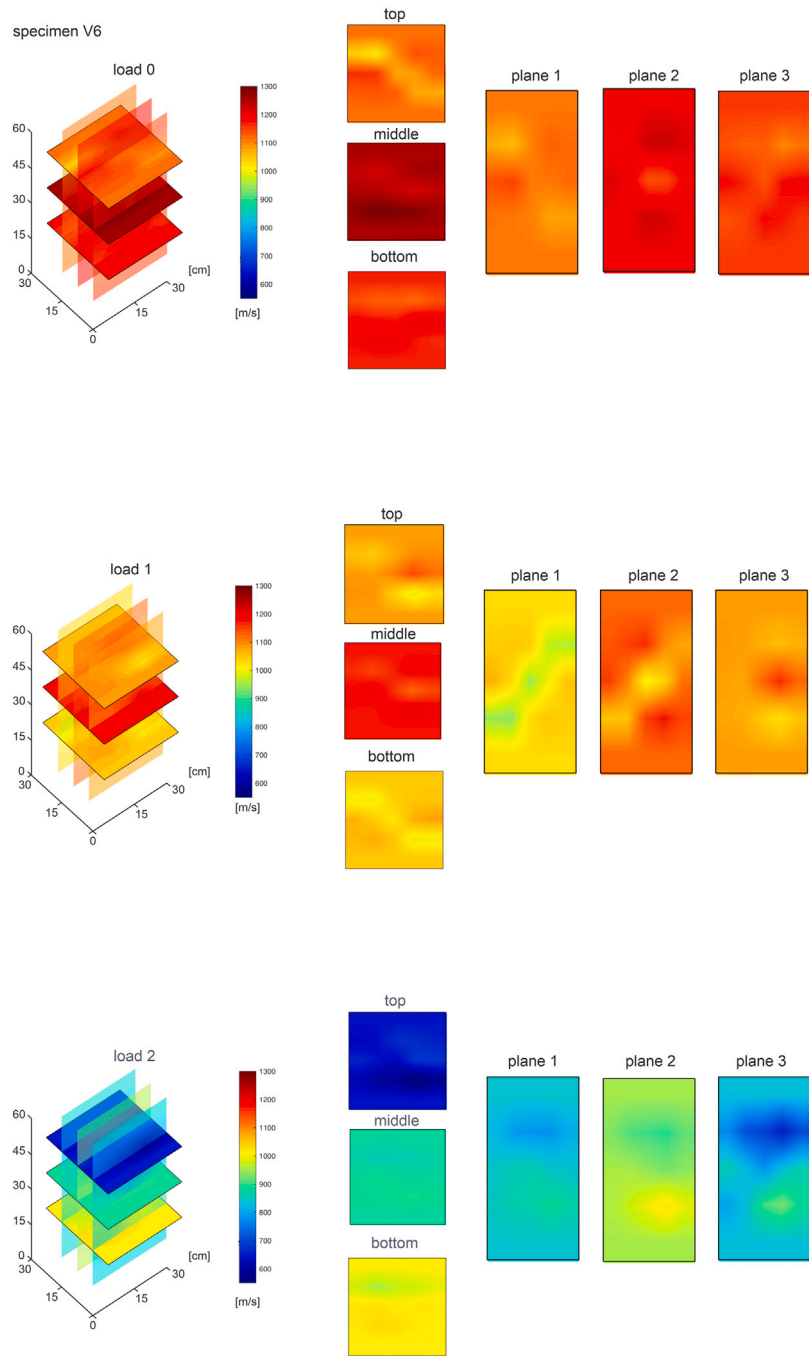 specimen V6
load 0
60
45
30
15
0
30
15
0
15
30
[cm]
1300
1200
1100
1000
900
800
700
600
[m/s]
top
middle
bottom
plane 1
plane 2
plane 3
load 1
60
45
30
15
0
30
15
0
15
30
[cm]
1300
1200
1100
1000
900
800
700
600
[m/s]
top
middle
bottom
plane 1
plane 2
plane 3
load 2
60
45
30
15
0
30
15
0
15
30
[cm]
1300
1200
1100
1000
900
800
700
600
[m/s]
top
middle
bottom
plane 1
plane 2
plane 3